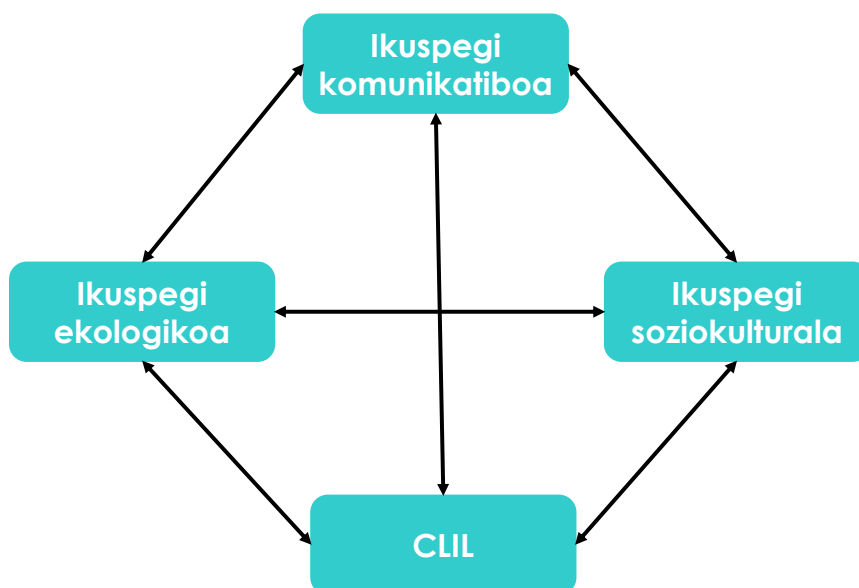 Ikuspegi
komunikatiboa
Ikuspegi
ekologikoa
Ikuspegi
soziokulturala
CLIL